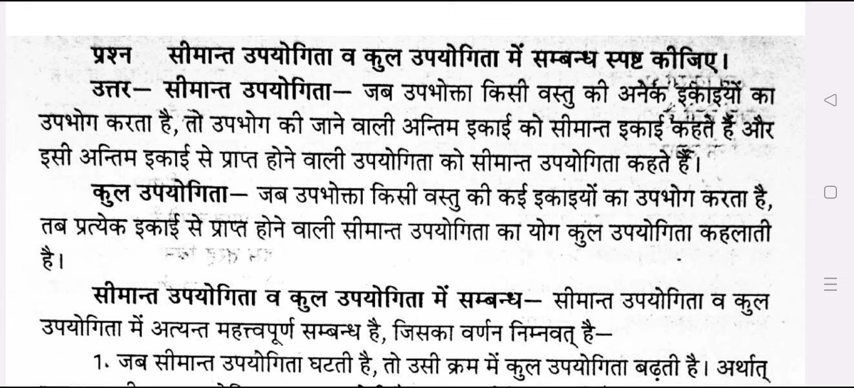 प्रश्न सीमान्त उपयोगिता व कुल उपयोगिता में सम्बन्ध स्पष्ट कीजिए।
उत्तर— सीमान्त उपयोगिता— जब उपभोक्ता किसी वस्तु की अनेक इकाइयों का
उपभोग करता है, तो उपभोग की जाने वाली अन्तिम इकाई को सीमान्त इकाई कहते हैं और
इसी अन्तिम इकाई से प्राप्त होने वाली उपयोगिता को सीमान्त उपयोगिता कहते हैं।
कुल उपयोगिता— जब उपभोक्ता किसी वस्तु की कई इकाइयों का उपभोग करता है,
तब प्रत्येक इकाई से प्राप्त होने वाली सीमान्त उपयोगिता का योग कुल उपयोगिता कहलाती
है।
सीमान्त उपयोगिता व कुल उपयोगिता में सम्बन्ध— सीमान्त उपयोगिता व कुल
उपयोगिता में अत्यन्त महत्त्वपूर्ण सम्बन्ध है, जिसका वर्णन निम्नवत् है—
1. जब सीमान्त उपयोगिता घटती है, तो उसी क्रम में कुल उपयोगिता बढ़ती है। अर्थात्